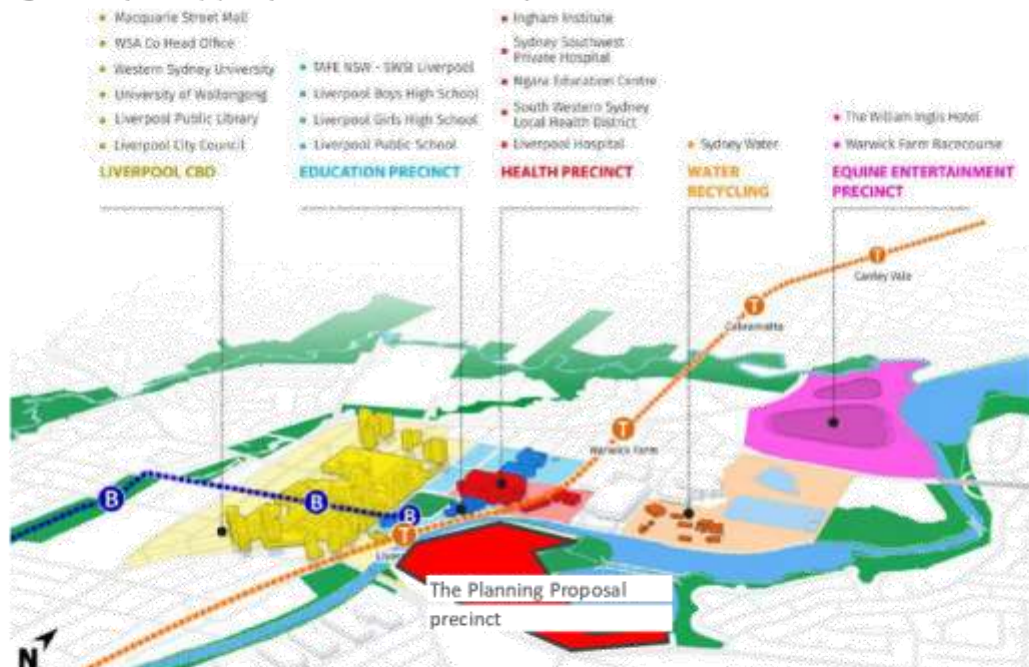 Macquarie Street Mall
WSA Co Head Office
Western Sydney University
University of Wollongong
Liverpool Public Library
Liverpool City Council
LIVERPOOL CBD
TAFE NSW - SWSI Liverpool
Liverpool Boys High School
Liverpool Girls High School
Liverpool Public School
EDUCATION PRECINCT
Ingham Institute
Sydney Southwest
Private Hospital
Ngara Education Centre
South Western Sydney
Local Health District
Liverpool Hospital
HEALTH PRECINCT
Sydney Water
WATER
RECYCLING
The William Inglis Hotel
Warwick Farm Racecourse
EQUINE ENTERTAINMENT
PRECINCT
T
Canley Vale
T
Cabramatta
T
Warwick Farm
B
B
B
T
The Planning Proposal
precinct
N